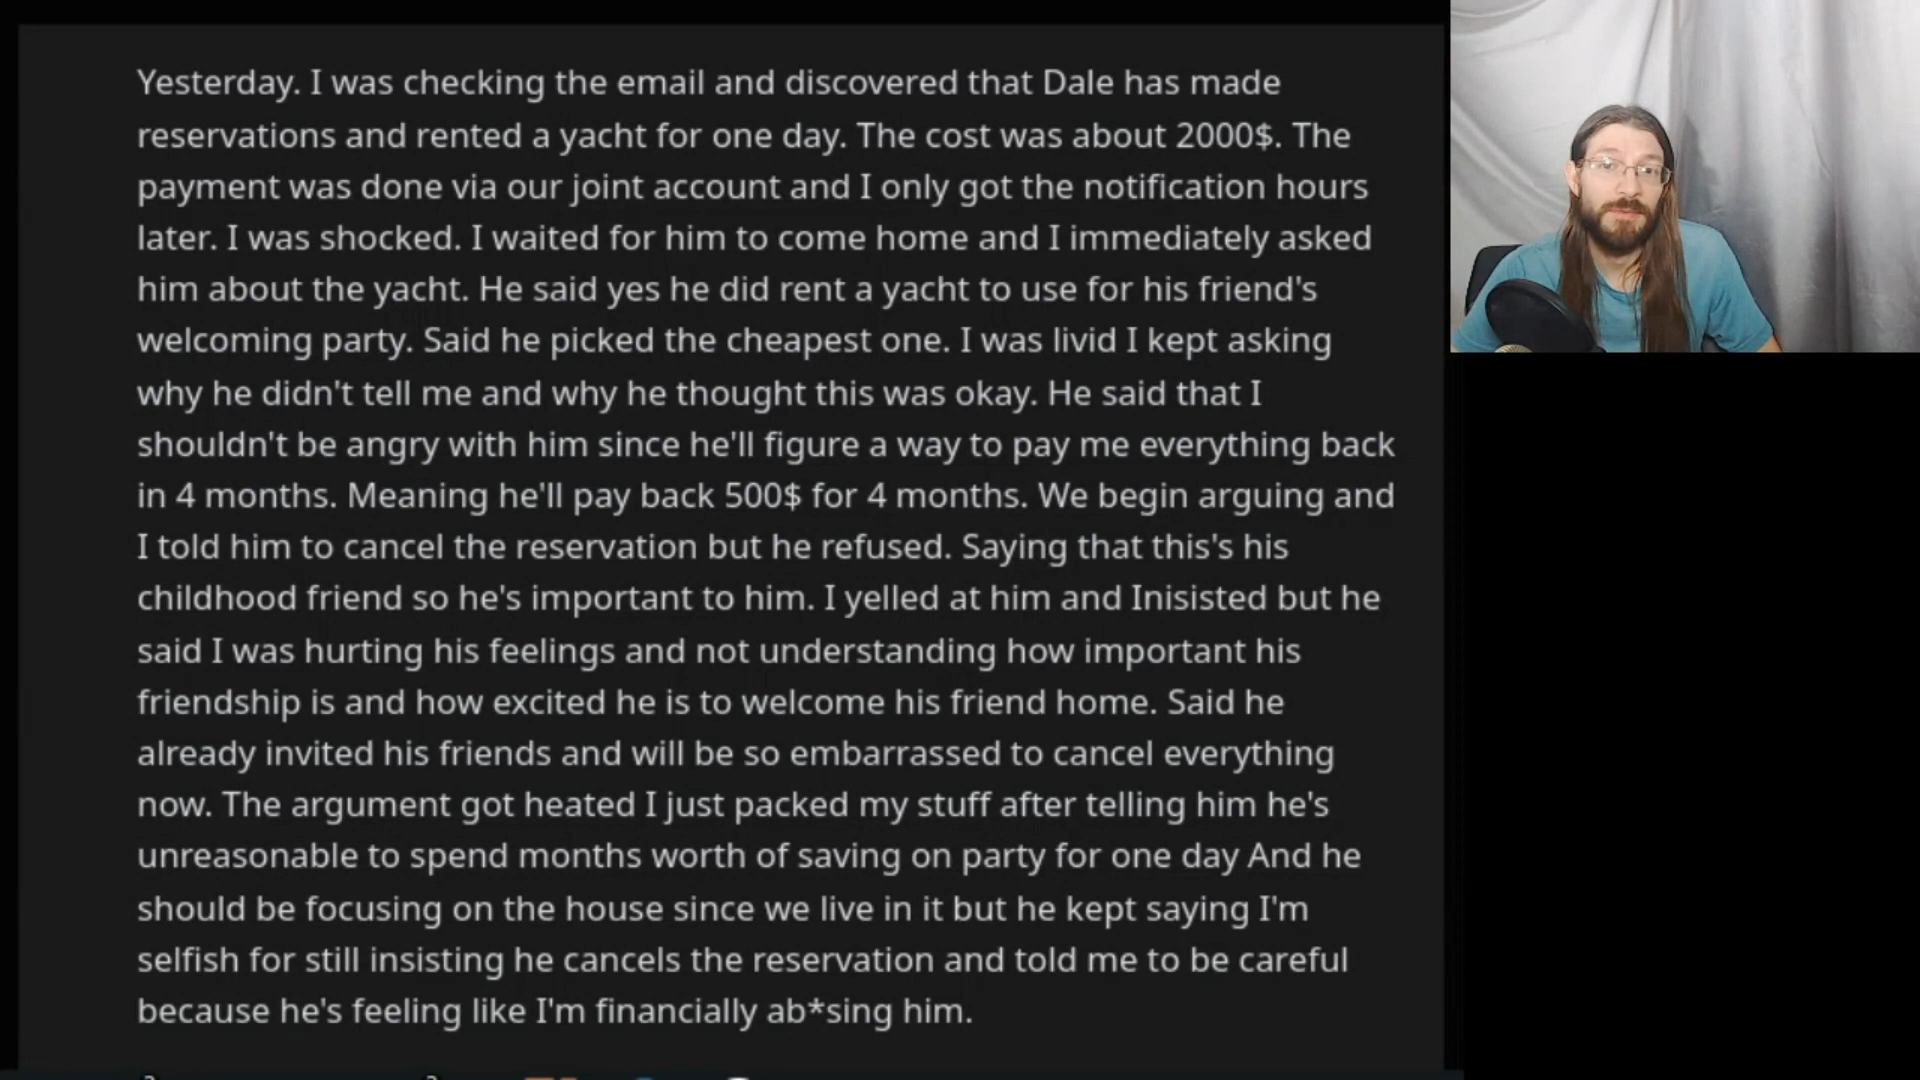 Yesterday. I was checking the email and discovered that Dale has made
reservations and rented a yacht for one day. The cost was about 2000$. The
payment was done via our joint account and I only got the notification hours
later. I was shocked. I waited for him to come home and I immediately asked
him about the yacht. He said yes he did rent a yacht to use for his friend's
welcoming party. Said he picked the cheapest one. I was livid I kept asking
why he didn't tell me and why he thought this was okay. He said that I
shouldn't be angry with him since he'll figure a way to pay me everything back
in 4 months. Meaning he'll pay back 500$ for 4 months. We begin arguing and
I told him to cancel the reservation but he refused. Saying that this's his
childhood friend so he's important to him. I yelled at him and Inisisted but he
said I was hurting his feelings and not understanding how important his
friendship is and how excited he is to welcome his friend home. Said he
already invited his friends and will be so embarrassed to cancel everything
now. The argument got heated I just packed my stuff after telling him he's
unreasonable to spend months worth of saving on party for one day And he
should be focusing on the house since we live in it but he kept saying I'm
selfish for still insisting he cancels the reservation and told me to be careful
because he's feeling like I'm financially ab*sing him.